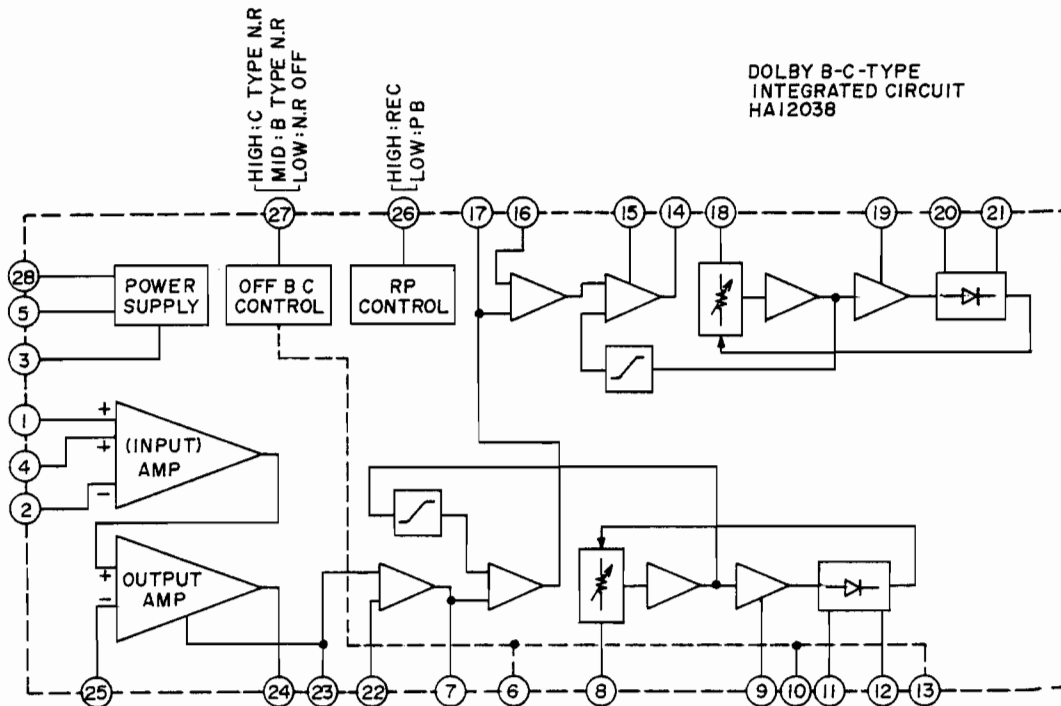 HIGH:C TYPE N.R
MID:B TYPE N.R
LOW:N.R OFF
HIGH:REC
LOW:PB
DOLBY B-C-TYPE
INTEGRATED CIRCUIT
HA12038
27
26
17
16
15
14
18
19
20
21
28
5
3
POWER
SUPPLY
OFF B C
CONTROL
RP
CONTROL
1
4
2
+
+
−
(INPUT)
AMP
+
−
OUTPUT
AMP
25
24
23
22
7
6
8
9
10
11
12
13